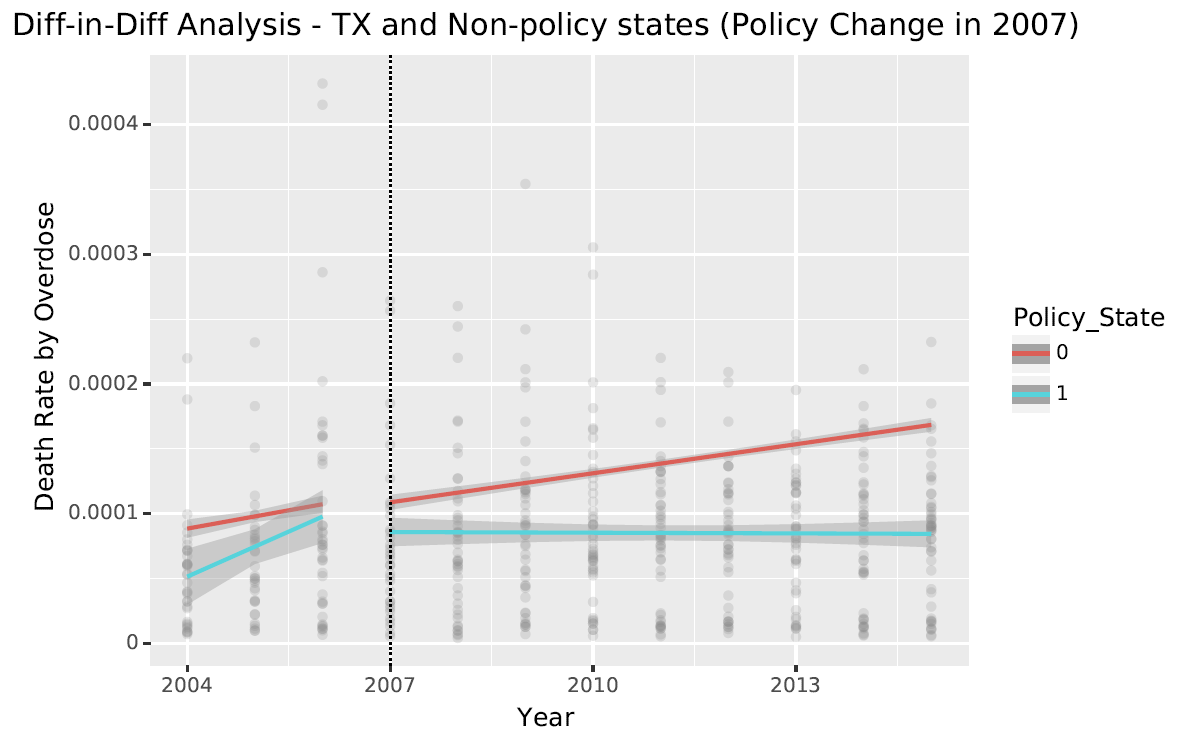 Diff-in-Diff Analysis - TX and Non-policy states (Policy Change in 2007)
Death Rate by Overdose
0.0004
0.0003
0.0002
0.0001
0
2004
2007
2010
2013
Year
Policy_State
0
1